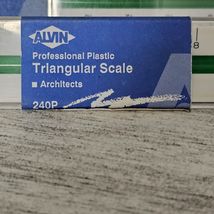 ALVIN
Professional Plastic
Triangular Scale
■ Architects
240P